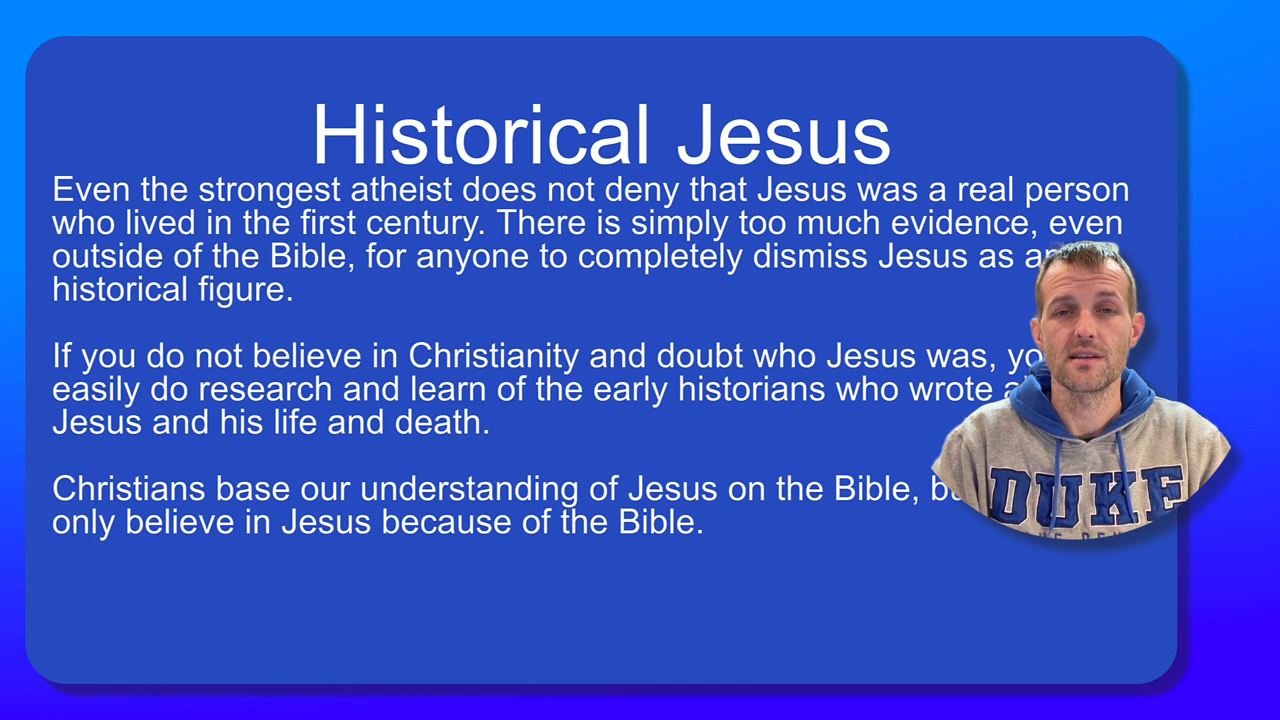 Historical Jesus
Even the strongest atheist does not deny that Jesus was a real person
who lived in the first century. There is simply too much evidence, even
outside of the Bible, for anyone to completely dismiss Jesus as
historical figure.
If you do not believe in Christianity and doubt who Jesus was,
easily do research and learn of the early historians who wrote
Jesus and his life and death.
Christians base our understanding of Jesus on the Bible,
only believe in Jesus because of the Bible.
DUKE